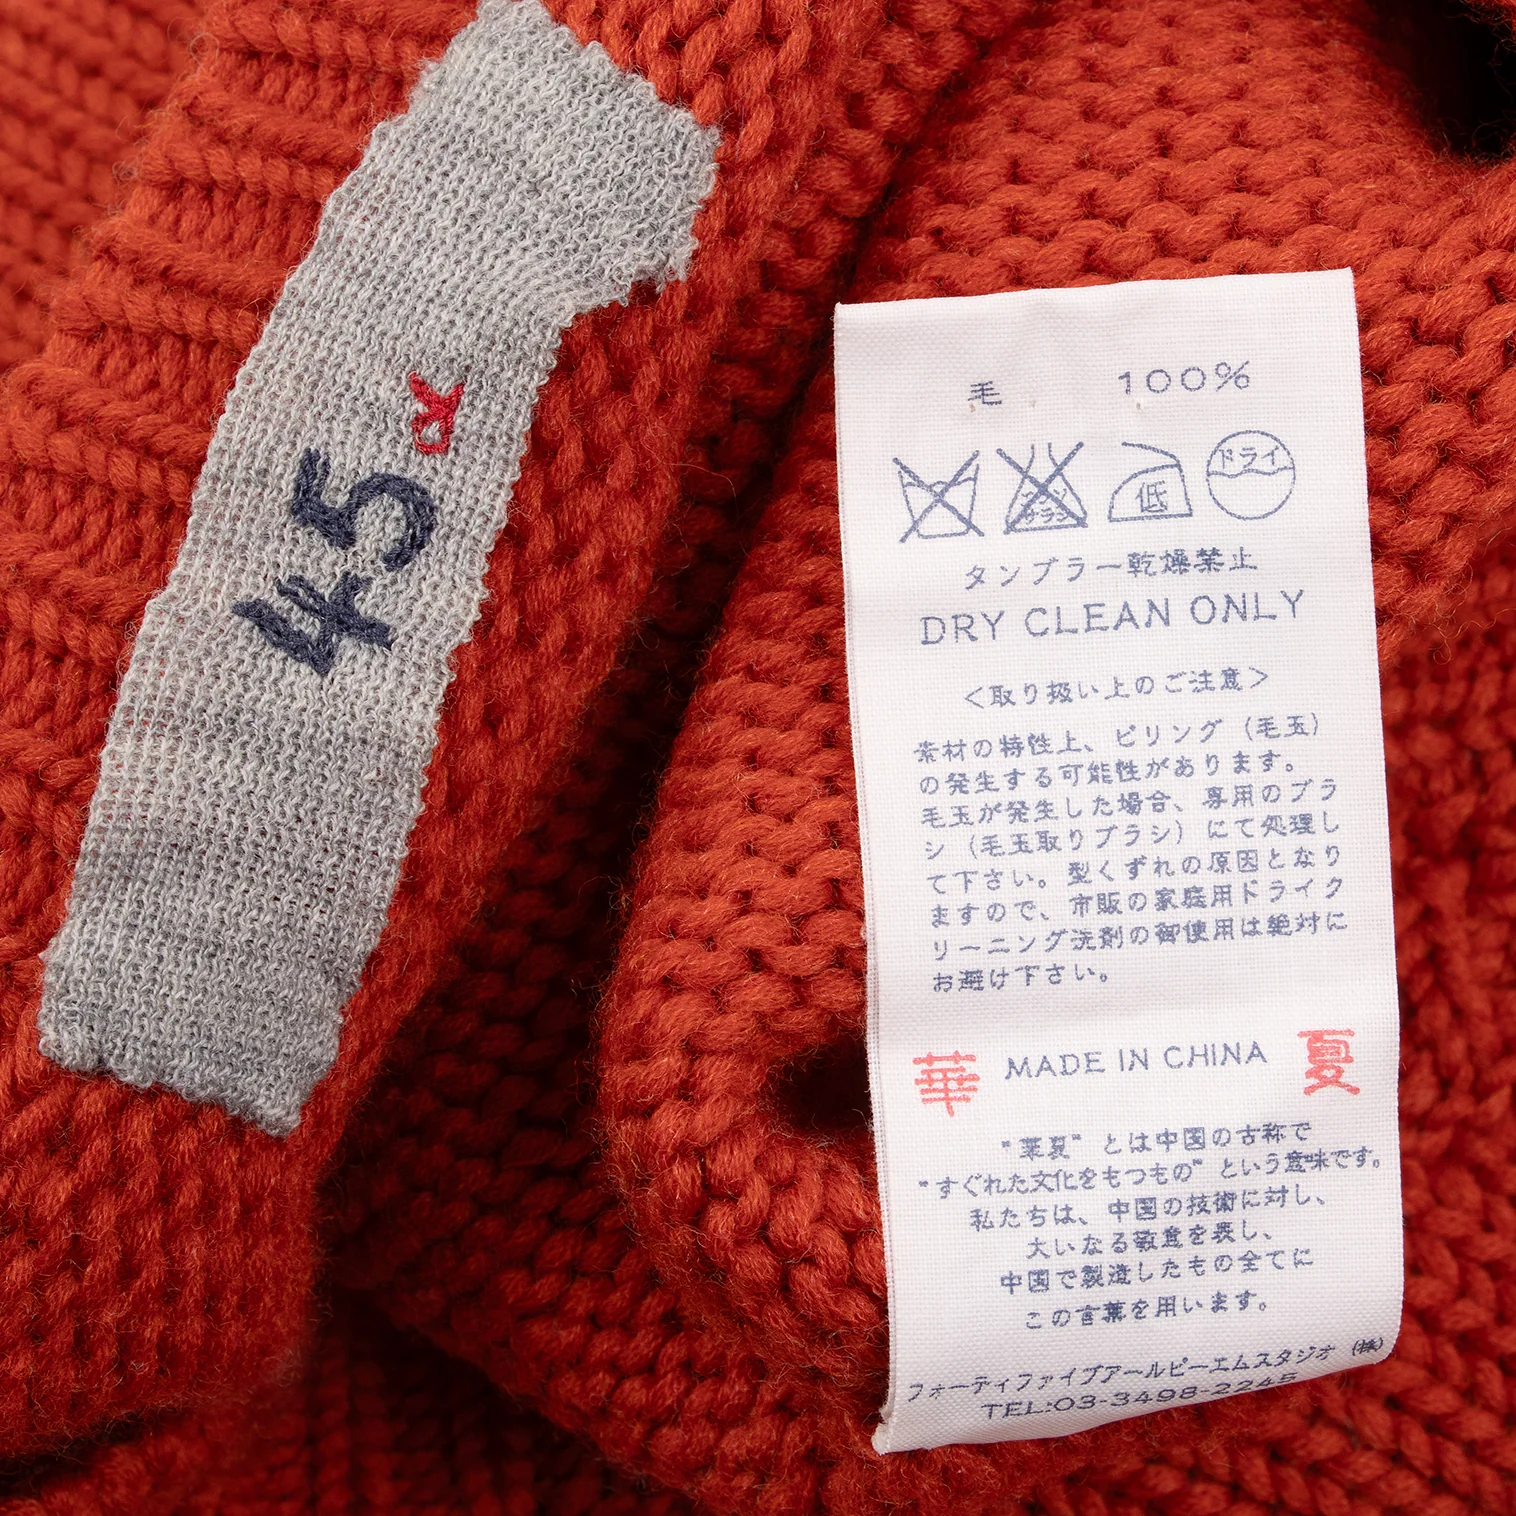 45
R
毛 100%
ドライ
低
タンブラー乾燥禁止
DRY CLEAN ONLY
<取り扱い上のご注意>
素材の特性上、ピリング（毛玉）
の発生する可能性があります。
毛玉が発生した場合、専用のブラ
シ（毛玉取りブラシ）にて処理し
て下さい。型くずれの原因となり
ますので、市販の家庭用ドライク
リーニング洗剤の御使用は絶対に
お避け下さい。
華 MADE IN CHINA 夏
“華夏” とは中国の古称で
“すぐれた文化をもつもの” という意味です。
私たちは、中国の技術に対し、
大いなる敬意を表し、
中国で製造したもの全てに
この言葉を用います。
フォーティファイブアールピーエムスタジオ (株)
TEL:03-3498-2245